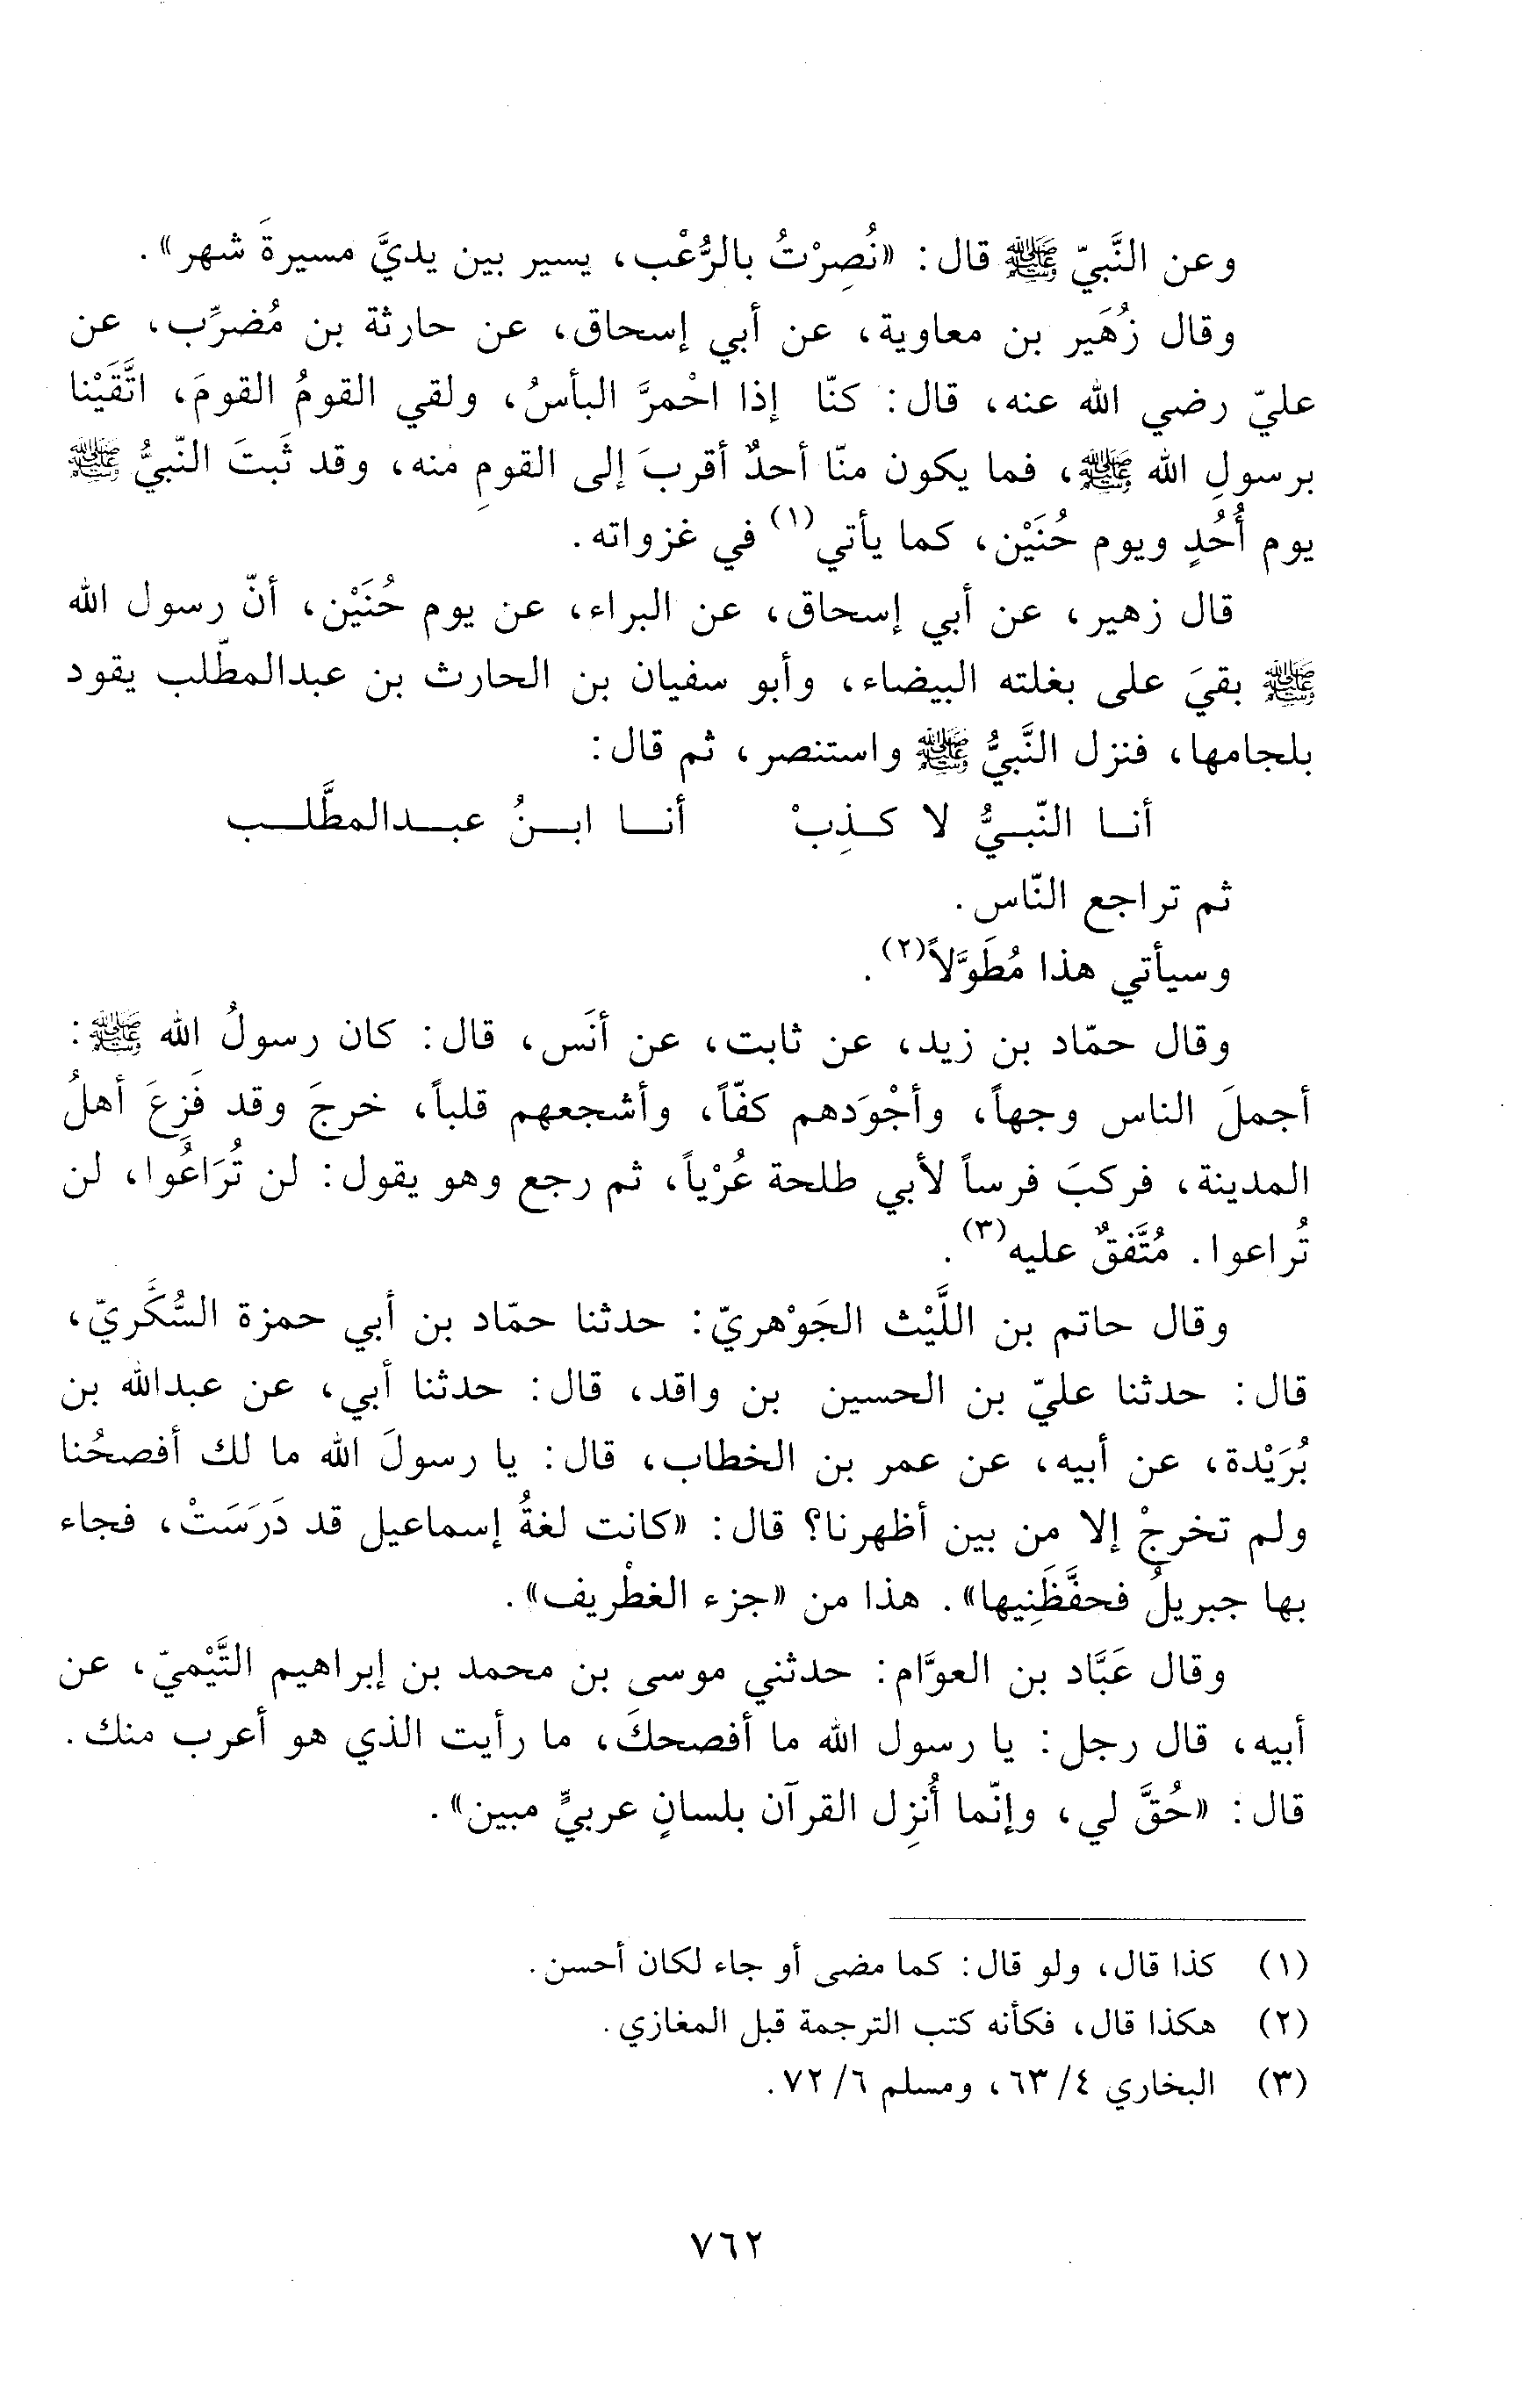 وعن النَّبيّ ﷺ قال: «نُصِرْتُ بالرُّعْب، يسير بين يديَّ مسيرةَ شهر».
وقال زُهَير بن معاوية، عن أبي إسحاق، عن حارثة بن مُضرِّب، عن
عليّ رضي الله عنه، قال: كنّا إذا احْمرَّ البأسُ، ولقي القومُ القومَ، اتَّقَيْنا
برسولِ الله ﷺ، فما يكون منّا أحدٌ أقربَ إلى القومِ منه، وقد ثَبتَ النّبيُّ ﷺ
يوم أُحُدٍ ويوم حُنَيْن، كما يأتي(١) في غزواته.
قال زهير، عن أبي إسحاق، عن البراء، عن يوم حُنَيْن، أنّ رسول الله
ﷺ بقيَ على بغلته البيضاء، وأبو سفيان بن الحارث بن عبدالمطّلب يقود
بلجامها، فنزل النَّبيُّ ﷺ واستنصر، ثم قال:
أنـا النّبـيُّ لا كـذِبْ أنـا ابـنُ عبـدالمطَّلـب
ثم تراجع النّاس.
وسيأتي هذا مُطَوَّلاً(٢).
وقال حمّاد بن زيد، عن ثابت، عن أنَس، قال: كان رسولُ الله ﷺ:
أجملَ الناس وجهاً، وأجْوَدهم كفّاً، وأشجعهم قلباً، خرجَ وقد فَزِعَ أهلُ
المدينة، فركبَ فرساً لأبي طلحة عُرْياً، ثم رجع وهو يقول: لن تُرَاعُوا، لن
تُراعوا. مُتَّفقٌ عليه(٣).
وقال حاتم بن اللَّيْث الجَوْهريّ: حدثنا حمّاد بن أبي حمزة السُّكَّريّ،
قال: حدثنا عليّ بن الحسين بن واقد، قال: حدثنا أبي، عن عبدالله بن
بُرَيْدة، عن أبيه، عن عمر بن الخطاب، قال: يا رسولَ الله ما لك أفصحُنا
ولم تخرجْ إلا من بين أظهرنا؟ قال: «كانت لغةُ إسماعيل قد دَرَسَتْ، فجاء
بها جبريلُ فحفَّظَنِيها». هذا من «جزء الغطْريف».
وقال عَبَّاد بن العوَّام: حدثني موسى بن محمد بن إبراهيم التَّيْميّ، عن
أبيه، قال رجل: يا رسول الله ما أفصحكَ، ما رأيت الذي هو أعرب منك.
قال: «حُقَّ لي، وإنّما أُنزِل القرآن بلسانٍ عربيٍّ مبين».
(١) كذا قال، ولو قال: كما مضى أو جاء لكان أحسن.
(٢) هكذا قال، فكأنه كتب الترجمة قبل المغازي.
(٣) البخاري ٤/ ٦٣، ومسلم ٦/ ٧٢.
٧٦٢